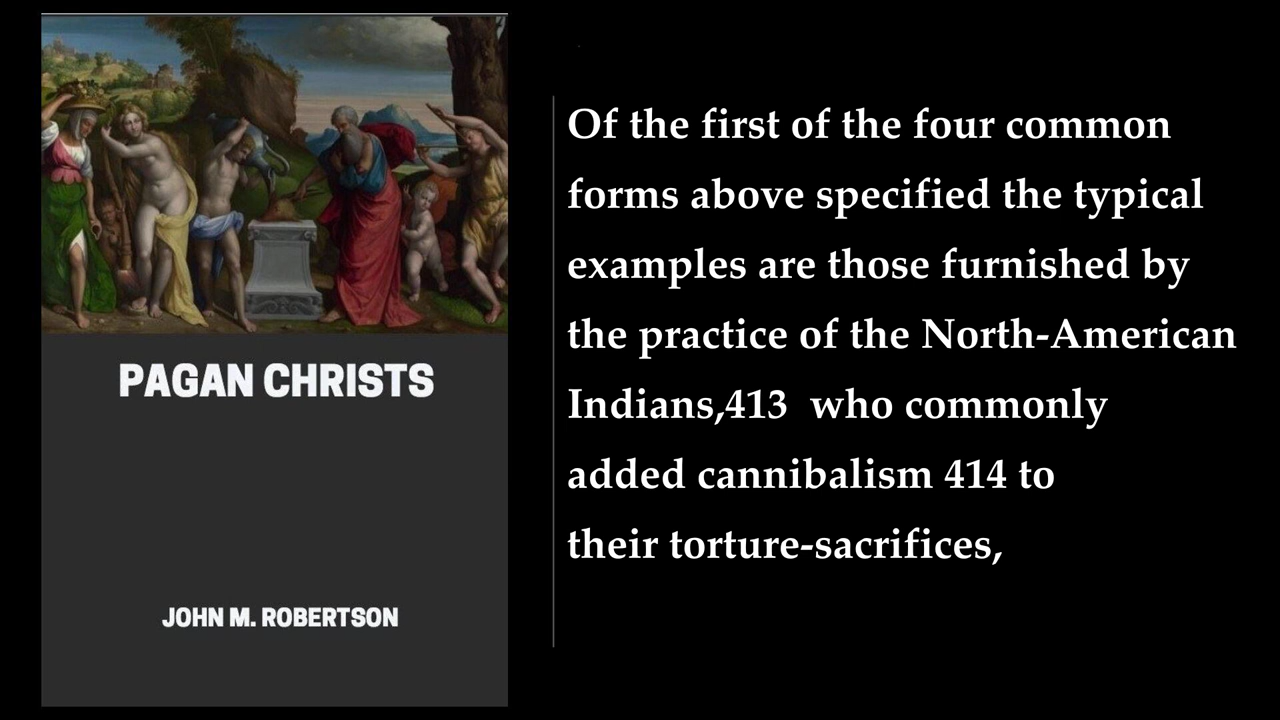 PAGAN CHRISTS
JOHN M. ROBERTSON
Of the first of the four common
forms above specified the typical
examples are those furnished by
the practice of the North-American
Indians,413  who commonly
added cannibalism 414 to
their torture-sacrifices,